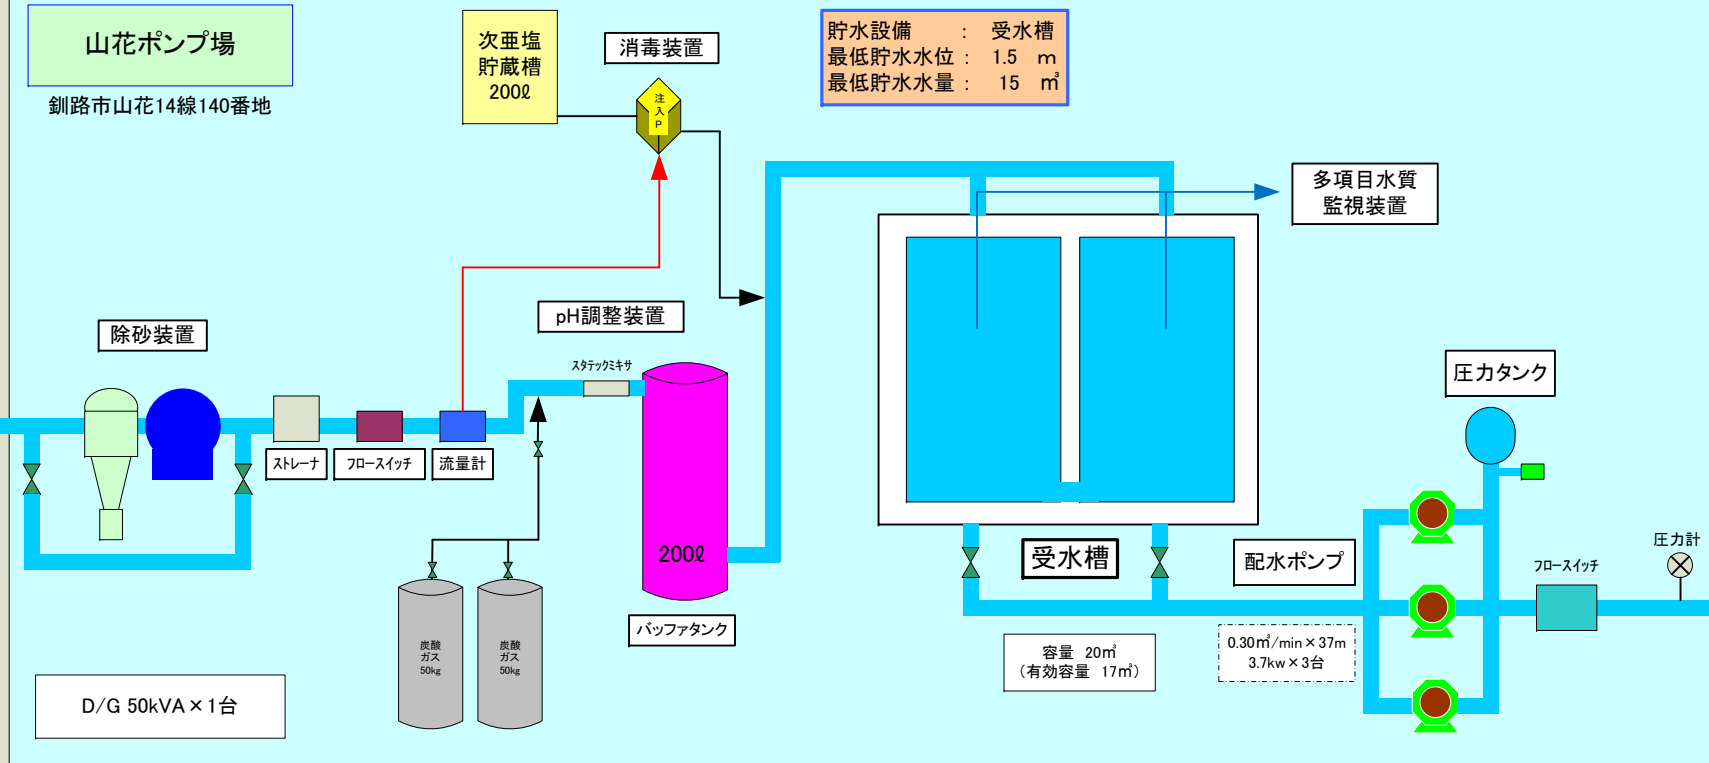 山花ポンプ場
釧路市山花14線140番地
次亜塩
貯蔵槽
200ℓ
消毒装置
注
入
P
貯水設備 : 受水槽
最低貯水水位 : 1.5 m
最低貯水水量 : 15 ㎥
多項目水質
監視装置
除砂装置
pH調整装置
スタテックミキサ
圧力タンク
ストレーナ
フロースイッチ
流量計
200ℓ
受水槽
配水ポンプ
フロースイッチ
圧力計
バッファタンク
炭酸
ガス
50kg
炭酸
ガス
50kg
容量 20㎥
(有効容量 17㎥)
0.30㎥/min×37m
3.7kw×3台
D/G 50kVA×1台